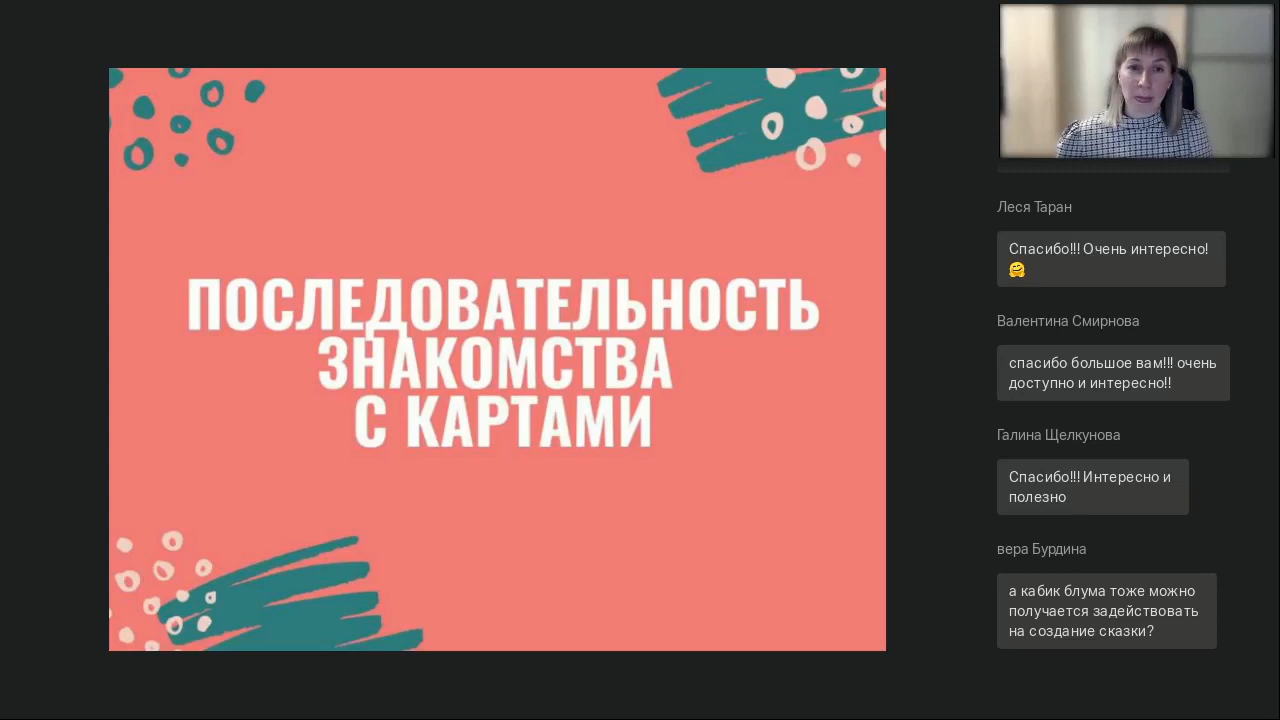 ПОСЛЕДОВАТЕЛЬНОСТЬ
ЗНАКОМСТВА
С КАРТАМИ
Леся Таран
Спасибо!!! Очень интересно!
🤗
Валентина Смирнова
спасибо большое вам!!! очень
доступно и интересно!!
Галина Щелкунова
Спасибо!!! Интересно и
полезно
вера Бурдина
а кабик блума тоже можно
получается задействовать
на создание сказки?